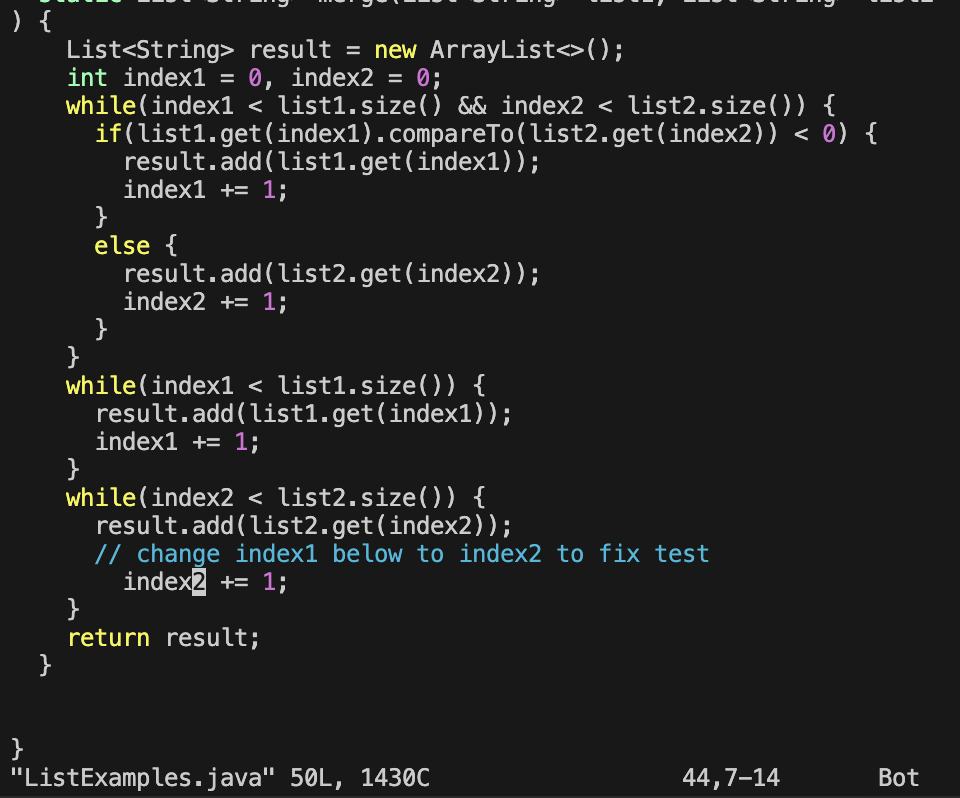 static List<String> merge(List<String> list1, List<String> list2
) {
    List<String> result = new ArrayList<>();
    int index1 = 0, index2 = 0;
    while(index1 < list1.size() && index2 < list2.size()) {
      if(list1.get(index1).compareTo(list2.get(index2)) < 0) {
        result.add(list1.get(index1));
        index1 += 1;
      }
      else {
        result.add(list2.get(index2));
        index2 += 1;
      }
    }
    while(index1 < list1.size()) {
      result.add(list1.get(index1));
      index1 += 1;
    }
    while(index2 < list2.size()) {
      result.add(list2.get(index2));
      // change index1 below to index2 to fix test
        index2 += 1;
    }
    return result;
  }
}
"ListExamples.java" 50L, 1430C 44,7-14 Bot